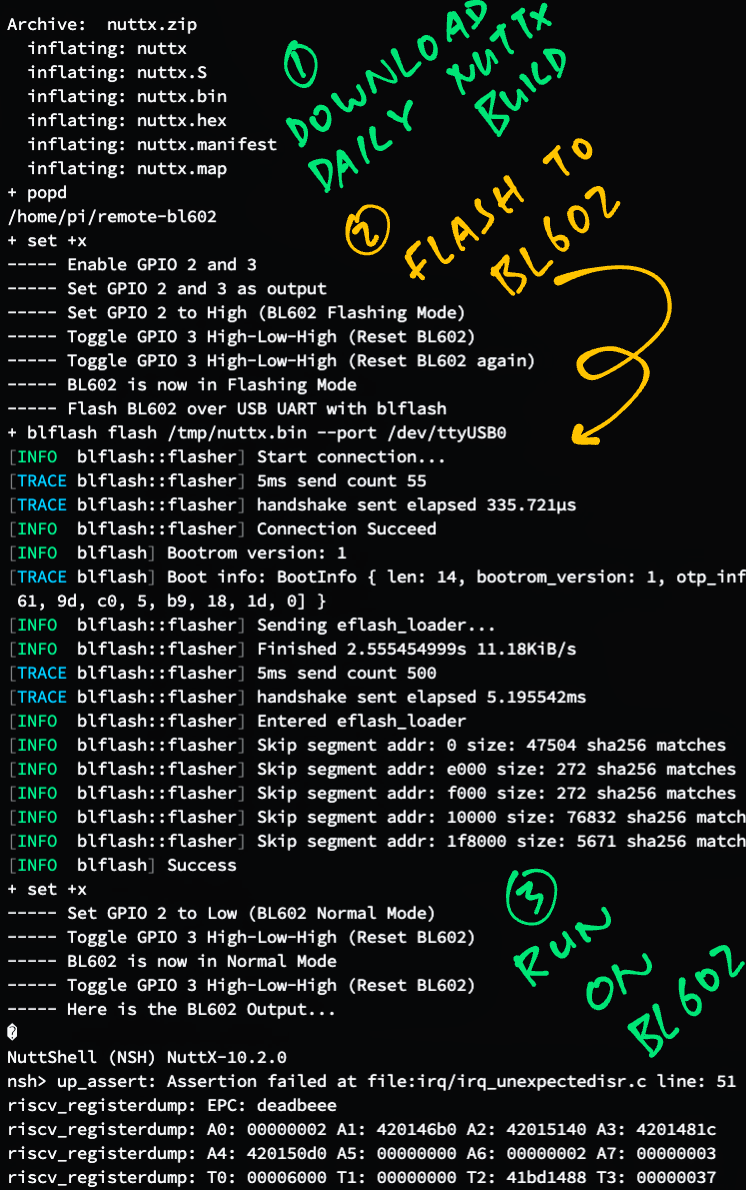 Archive:  nuttx.zip
  inflating: nuttx
  inflating: nuttx.S
  inflating: nuttx.bin
  inflating: nuttx.hex
  inflating: nuttx.manifest
  inflating: nuttx.map
① DOWNLOAD
DAILY NUTTX
BUILD
+ popd
/home/pi/remote-bl602
+ set +x
② FLASH TO
BL602
----- Enable GPIO 2 and 3
----- Set GPIO 2 and 3 as output
----- Set GPIO 2 to High (BL602 Flashing Mode)
----- Toggle GPIO 3 High-Low-High (Reset BL602)
----- Toggle GPIO 3 High-Low-High (Reset BL602 again)
----- BL602 is now in Flashing Mode
----- Flash BL602 over USB UART with blflash
+ blflash flash /tmp/nuttx.bin --port /dev/ttyUSB0
[INFO  blflash::flasher] Start connection...
[TRACE blflash::flasher] 5ms send count 55
[TRACE blflash::flasher] handshake sent elapsed 335.721µs
[INFO  blflash::flasher] Connection Succeed
[INFO  blflash] Bootrom version: 1
[TRACE blflash] Boot info: BootInfo { len: 14, bootrom_version: 1, otp_inf
 61, 9d, c0, 5, b9, 18, 1d, 0] }
[INFO  blflash::flasher] Sending eflash_loader...
[INFO  blflash::flasher] Finished 2.555454999s 11.18KiB/s
[TRACE blflash::flasher] 5ms send count 500
[TRACE blflash::flasher] handshake sent elapsed 5.195542ms
[INFO  blflash::flasher] Entered eflash_loader
[INFO  blflash::flasher] Skip segment addr: 0 size: 47504 sha256 matches
[INFO  blflash::flasher] Skip segment addr: e000 size: 272 sha256 matches
[INFO  blflash::flasher] Skip segment addr: f000 size: 272 sha256 matches
[INFO  blflash::flasher] Skip segment addr: 10000 size: 76832 sha256 match
[INFO  blflash::flasher] Skip segment addr: 1f8000 size: 5671 sha256 match
[INFO  blflash] Success
+ set +x
③ RUN
ON
BL602
----- Set GPIO 2 to Low (BL602 Normal Mode)
----- Toggle GPIO 3 High-Low-High (Reset BL602)
----- BL602 is now in Normal Mode
----- Toggle GPIO 3 High-Low-High (Reset BL602)
----- Here is the BL602 Output...
�
NuttShell (NSH) NuttX-10.2.0
nsh> up_assert: Assertion failed at file:irq/irq_unexpectedisr.c line: 51
riscv_registerdump: EPC: deadbeee
riscv_registerdump: A0: 00000002 A1: 420146b0 A2: 42015140 A3: 4201481c
riscv_registerdump: A4: 420150d0 A5: 00000000 A6: 00000002 A7: 00000003
riscv_registerdump: T0: 00006000 T1: 00000000 T2: 41bd1488 T3: 00000037